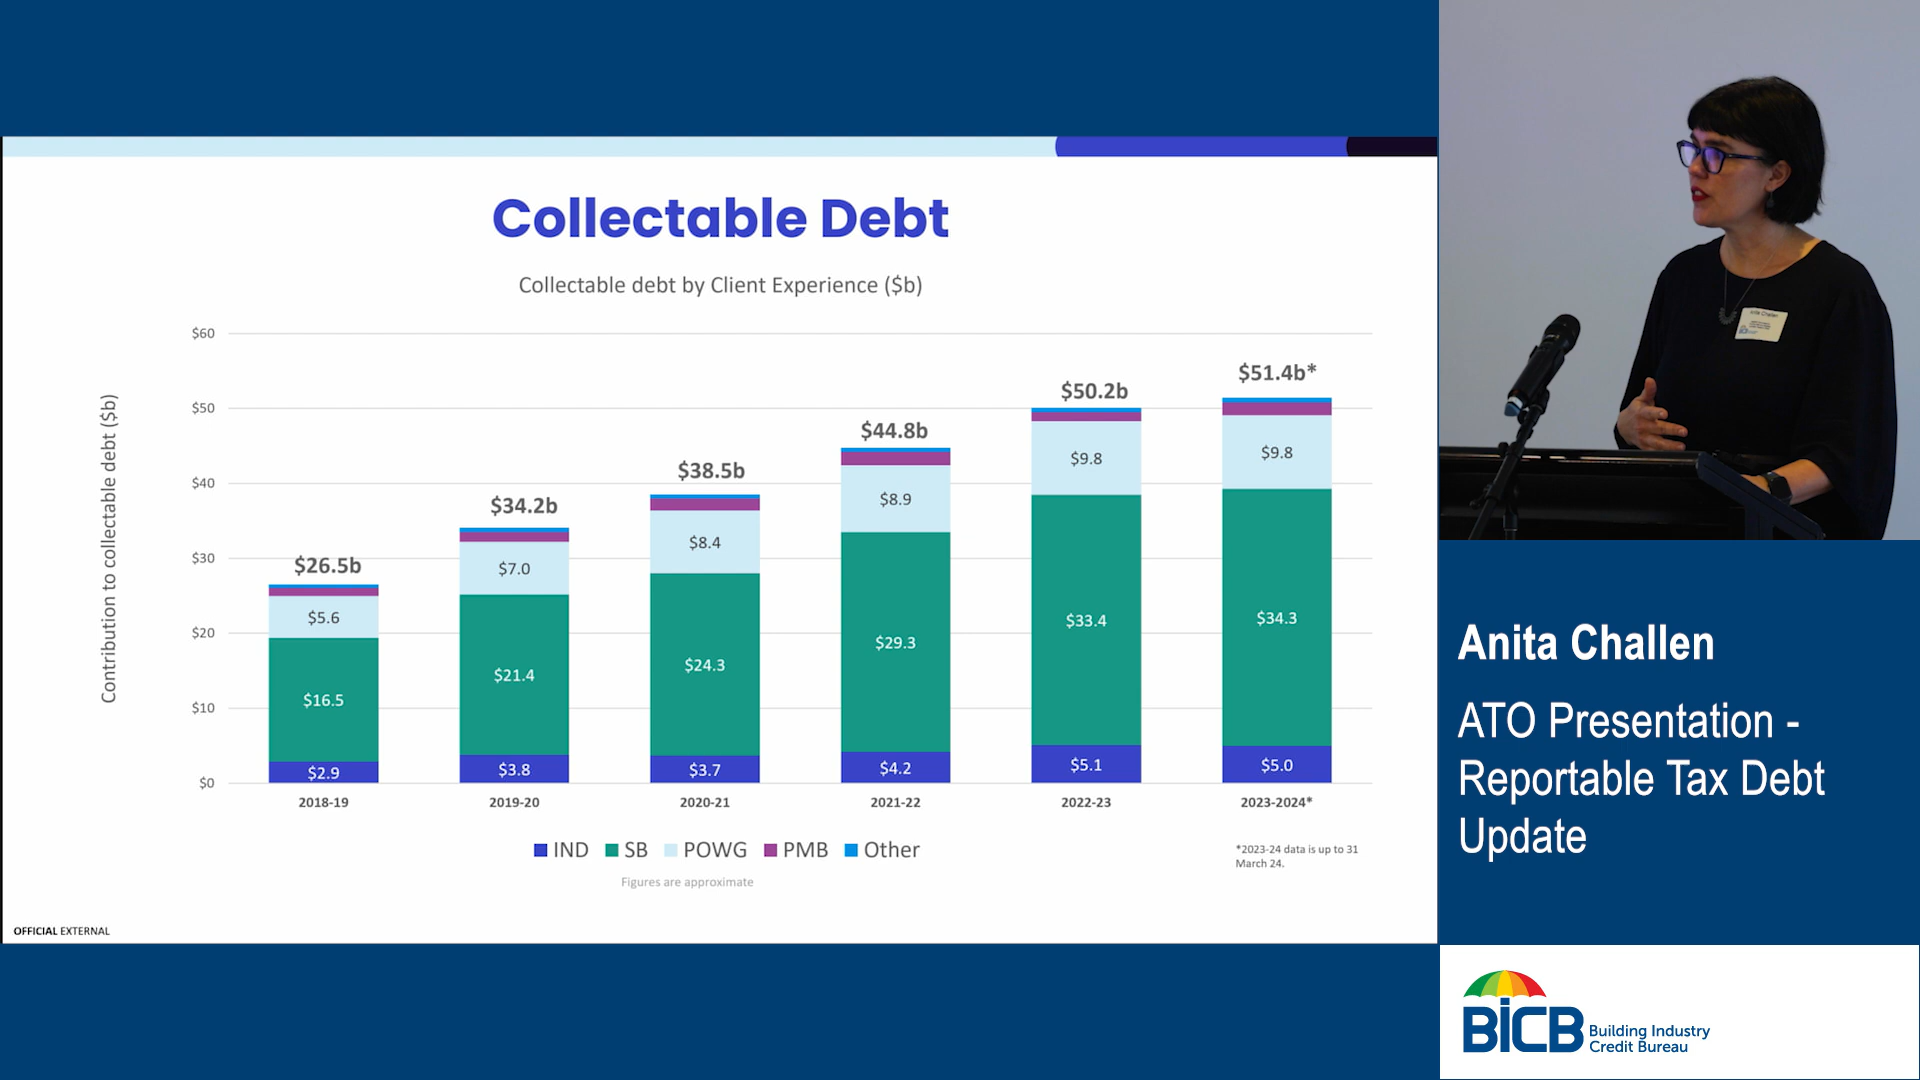 Collectable Debt
Collectable debt by Client Experience ($b)
Contribution to collectable debt ($b)
$60
$50
$40
$30
$20
$10
$0
$26.5b
$34.2b
$38.5b
$44.8b
$50.2b
$51.4b*
$5.6
$16.5
$2.9
$7.0
$21.4
$3.8
$8.4
$24.3
$3.7
$8.9
$29.3
$4.2
$9.8
$33.4
$5.1
$9.8
$34.3
$5.0
2018-19
2019-20
2020-21
2021-22
2022-23
2023-2024*
IND SB POWG PMB Other
Figures are approximate
*2023-24 data is up to 31
March 24.
OFFICIAL EXTERNAL
Anita Challen
Anita Challen
ATO Presentation -
Reportable Tax Debt
Update
BICB
Building Industry
Credit Bureau